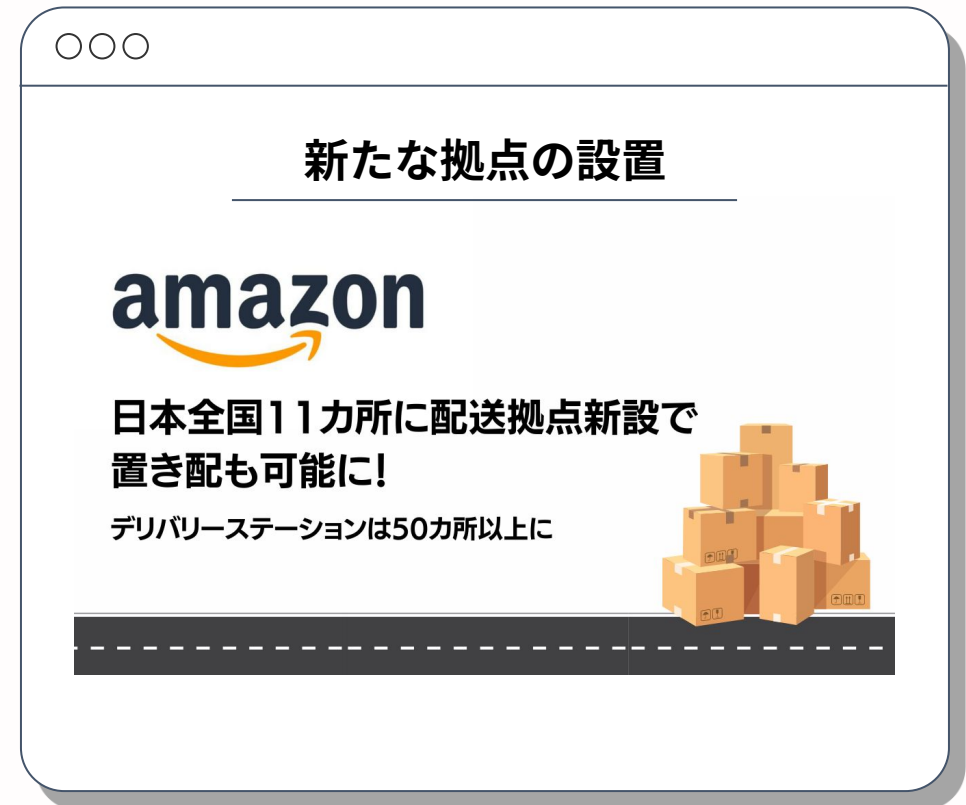 新たな拠点の設置
amazon
日本全国11カ所に配送拠点新設で
置き配も可能に!
デリバリーステーションは50カ所以上に